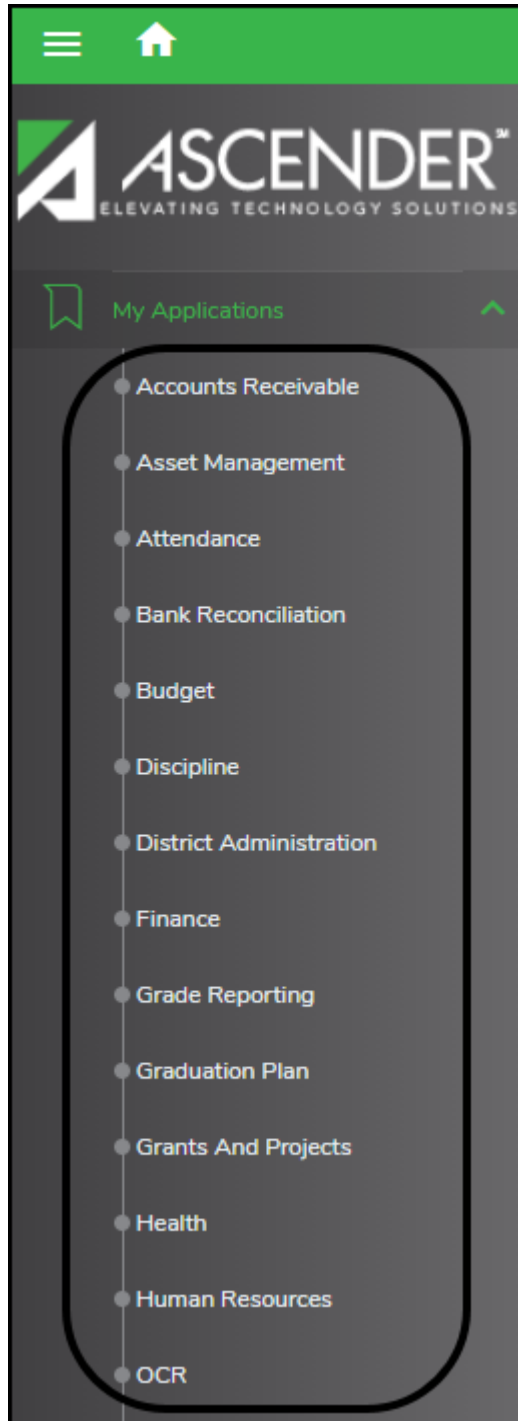 ASCENDER℠
ELEVATING TECHNOLOGY SOLUTIONS
My Applications
Accounts Receivable
Asset Management
Attendance
Bank Reconciliation
Budget
Discipline
District Administration
Finance
Grade Reporting
Graduation Plan
Grants And Projects
Health
Human Resources
OCR